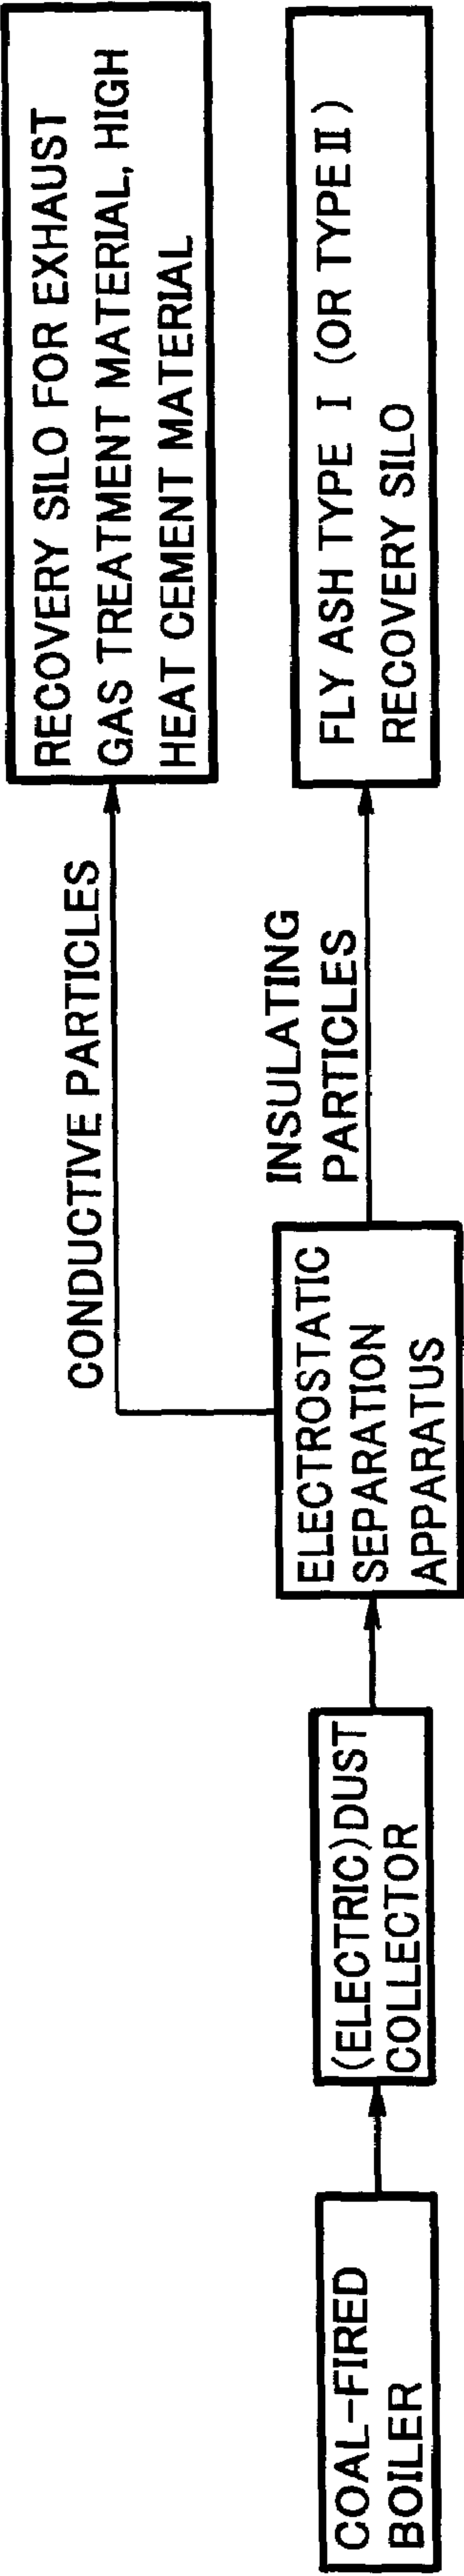 COAL-FIRED
BOILER
(ELECTRIC)DUST
COLLECTOR
ELECTROSTATIC
SEPARATION
APPARATUS
CONDUCTIVE PARTICLES
RECOVERY SILO FOR EXHAUST
GAS TREATMENT MATERIAL, HIGH
HEAT CEMENT MATERIAL
INSULATING
PARTICLES
FLY ASH TYPE I (OR TYPE II)
RECOVERY SILO